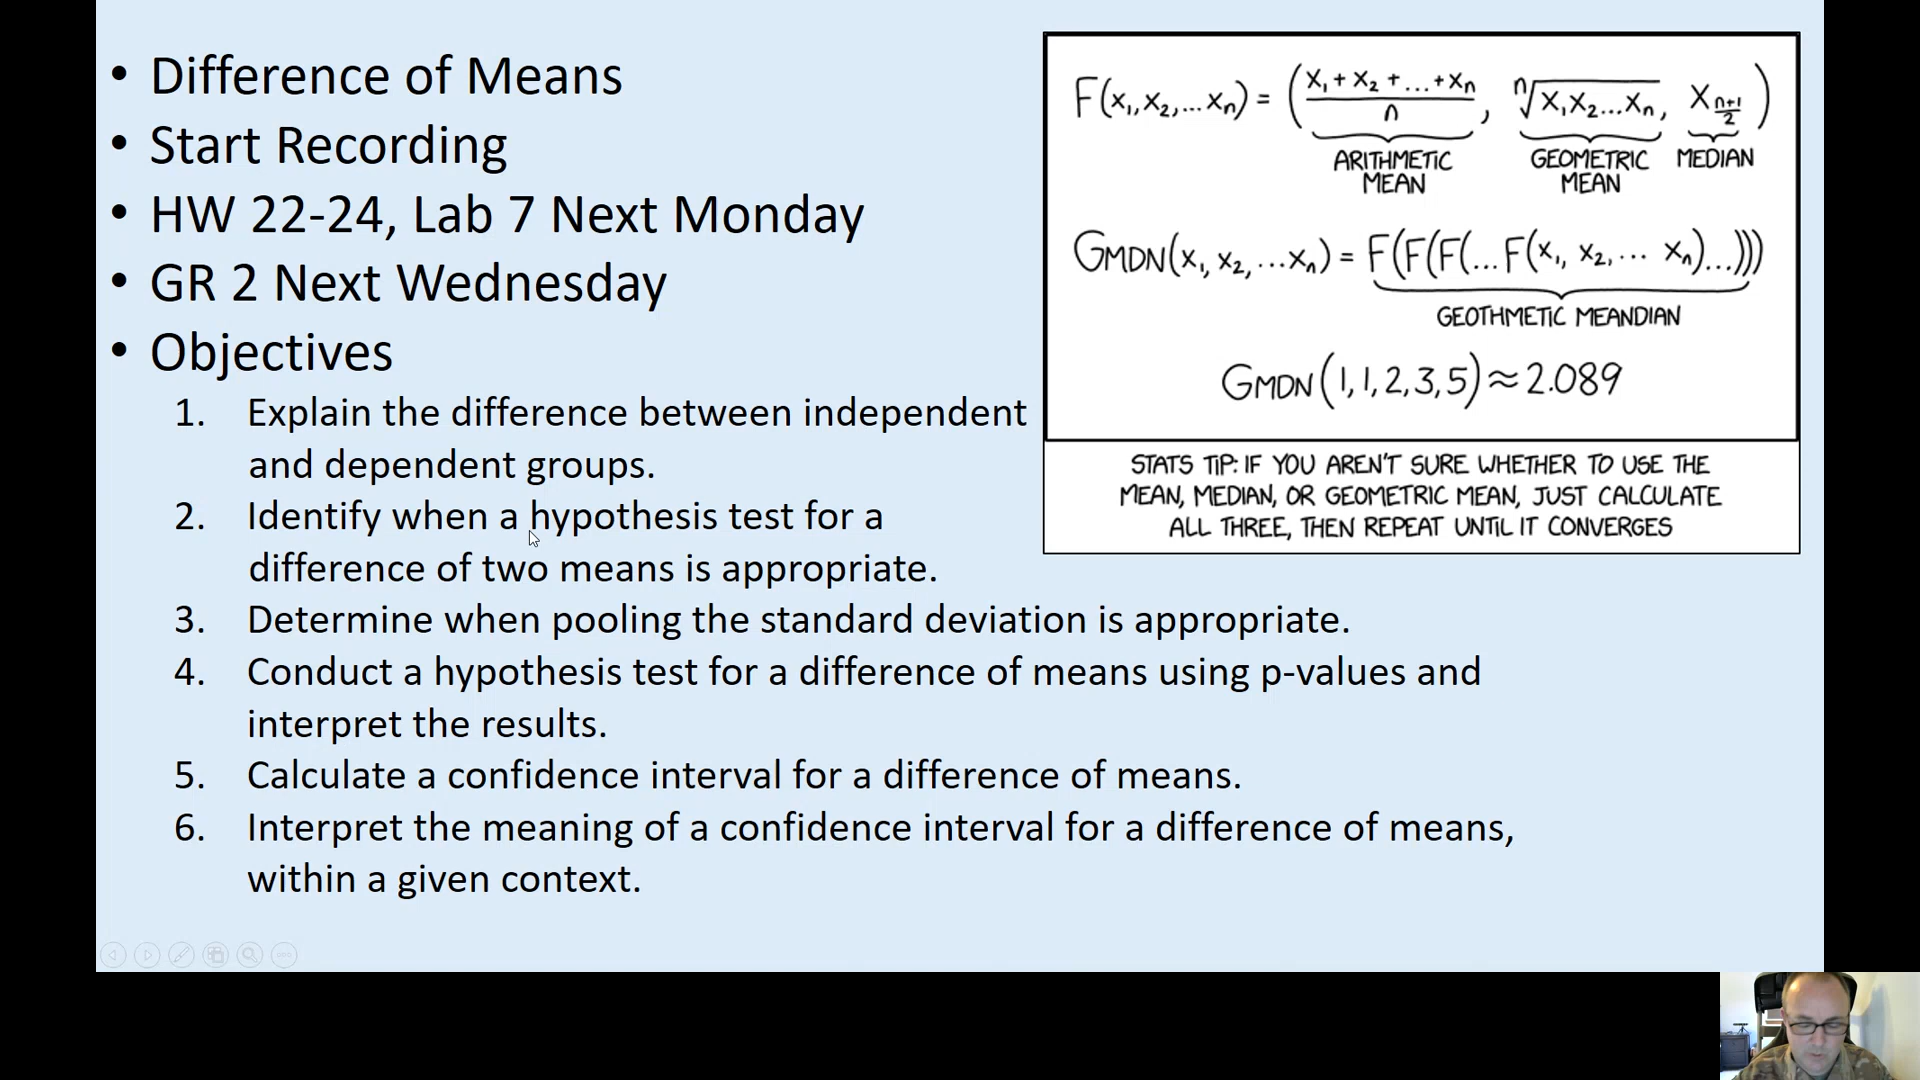 • Difference of Means
• Start Recording
• HW 22-24, Lab 7 Next Monday
• GR 2 Next Wednesday
• Objectives
1. Explain the difference between independent
and dependent groups.
2. Identify when a hypothesis test for a
difference of two means is appropriate.
3. Determine when pooling the standard deviation is appropriate.
4. Conduct a hypothesis test for a difference of means using p-values and
interpret the results.
5. Calculate a confidence interval for a difference of means.
6. Interpret the meaning of a confidence interval for a difference of means,
within a given context.
F(x₁, x₂, ... xₙ) = ( (x₁ + x₂ + ... + xₙ)/n , ⁿ√(x₁x₂...xₙ), x_{(n+1)/2} )
ARITHMETIC MEAN
GEOMETRIC MEAN
MEDIAN
GMDN(x₁, x₂, ... xₙ) = F(F(F(... F(x₁, x₂, ... xₙ)...)))
GEOTHMETIC MEANDIAN
GMDN(1, 1, 2, 3, 5) ≈ 2.089
STATS TIP: IF YOU AREN'T SURE WHETHER TO USE THE
MEAN, MEDIAN, OR GEOMETRIC MEAN, JUST CALCULATE
ALL THREE, THEN REPEAT UNTIL IT CONVERGES